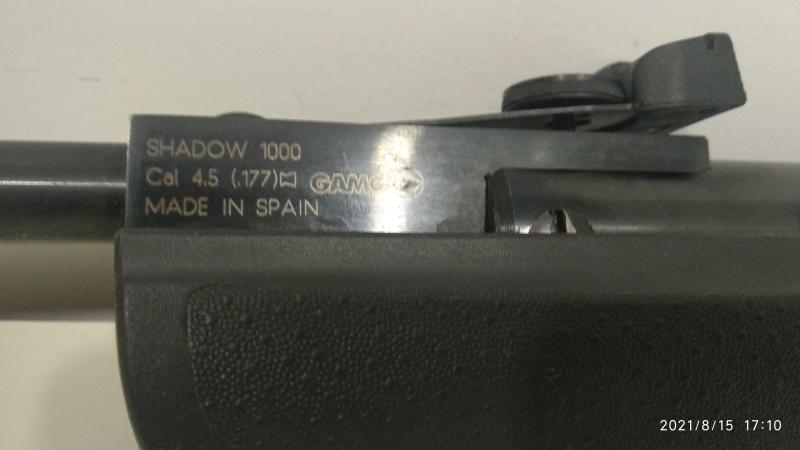 SHADOW 1000
Cal 4.5 (.177) GAMO
MADE IN SPAIN
2021/8/15 17:10